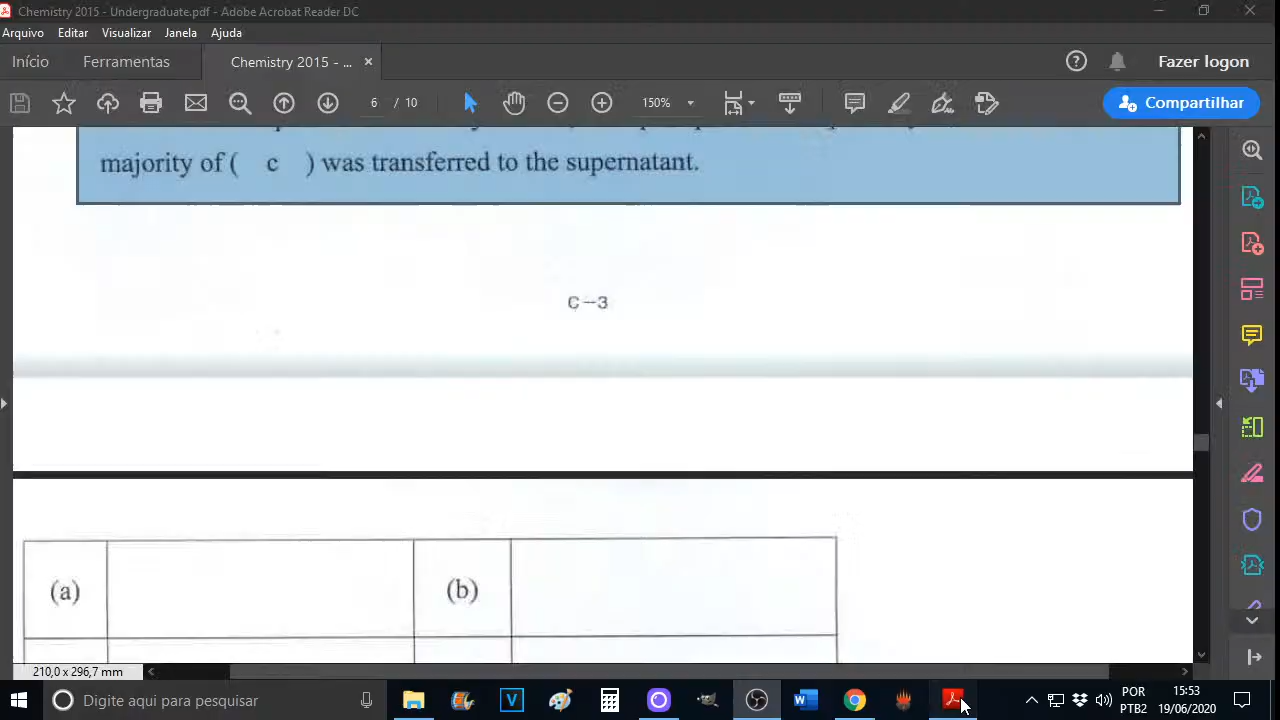 Chemistry 2015 - Undergraduate.pdf - Adobe Acrobat Reader DC
Arquivo Editar Visualizar Janela Ajuda
Início Ferramentas Chemistry 2015 - ... × Fazer logon
6 / 10 150% Compartilhar
majority of ( c ) was transferred to the supernatant.
C-3
(a) (b)
210,0 x 296,7 mm
Digite aqui para pesquisar
POR 15:53
PTB2 19/06/2020